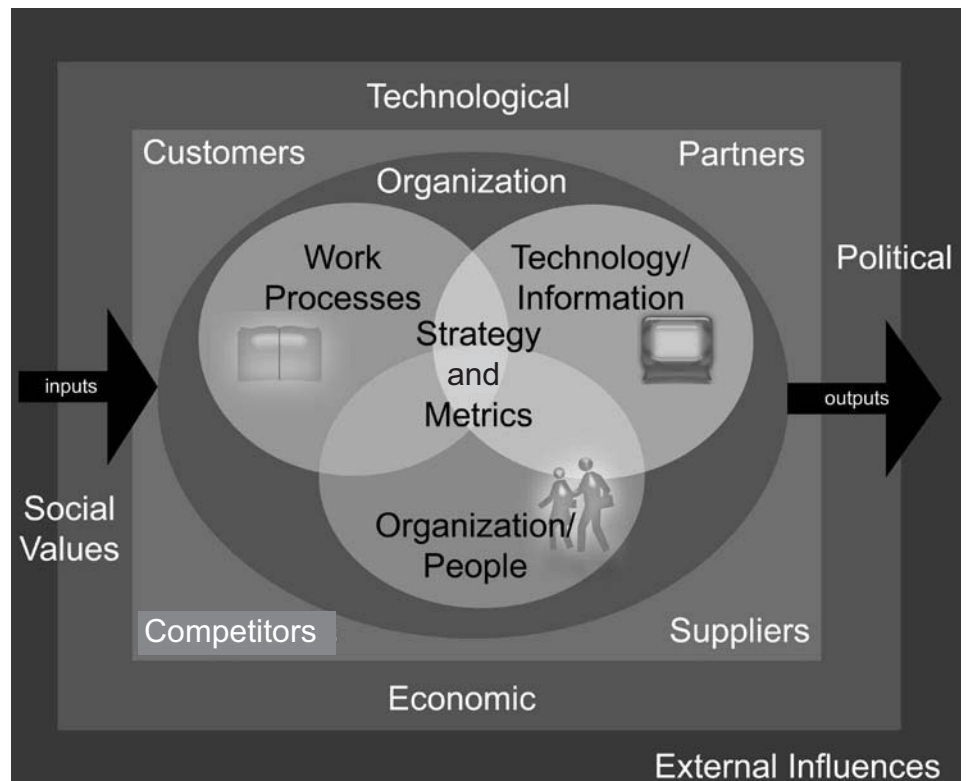 Technological
Customers
Partners
Organization
Work
Processes
Technology/
Information
Political
Strategy
and
Metrics
inputs
outputs
Social
Values
Organization/
People
Competitors
Suppliers
Economic
External Influences